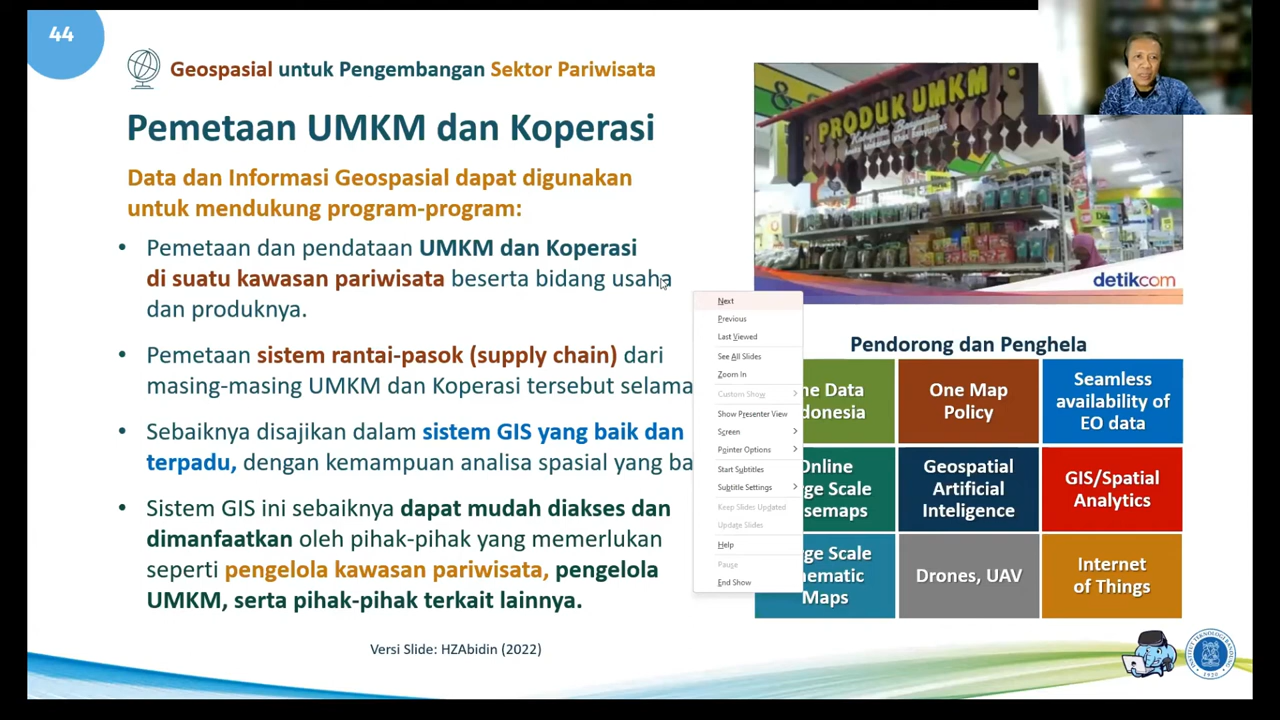 44
Geospasial untuk Pengembangan Sektor Pariwisata
Pemetaan UMKM dan Koperasi
Data dan Informasi Geospasial dapat digunakan
untuk mendukung program-program:
• Pemetaan dan pendataan UMKM dan Koperasi
di suatu kawasan pariwisata beserta bidang usaha
dan produknya.
• Pemetaan sistem rantai-pasok (supply chain) dari
masing-masing UMKM dan Koperasi tersebut selama
• Sebaiknya disajikan dalam sistem GIS yang baik dan
terpadu, dengan kemampuan analisa spasial yang ba
• Sistem GIS ini sebaiknya dapat mudah diakses dan
dimanfaatkan oleh pihak-pihak yang memerlukan
seperti pengelola kawasan pariwisata, pengelola
UMKM, serta pihak-pihak terkait lainnya.
Versi Slide: HZAbidin (2022)
PRODUK UMKM
detikcom
Next
Previous
Last Viewed
See All Slides
Zoom In
Custom Show
Show Presenter View
Screen
Pointer Options
Start Subtitles
Subtitle Settings
Keep Slides Updated
Update Slides
Help
Pause
End Show
Pendorong dan Penghela
ne Data
donesia
One Map
Policy
Seamless
availability of
EO data
Online
rge Scale
semaps
Geospatial
Artificial
Inteligence
GIS/Spatial
Analytics
rge Scale
ematic
Maps
Drones, UAV
Internet
of Things
INSTITUT TEKNOLOGI BANDUNG
1920